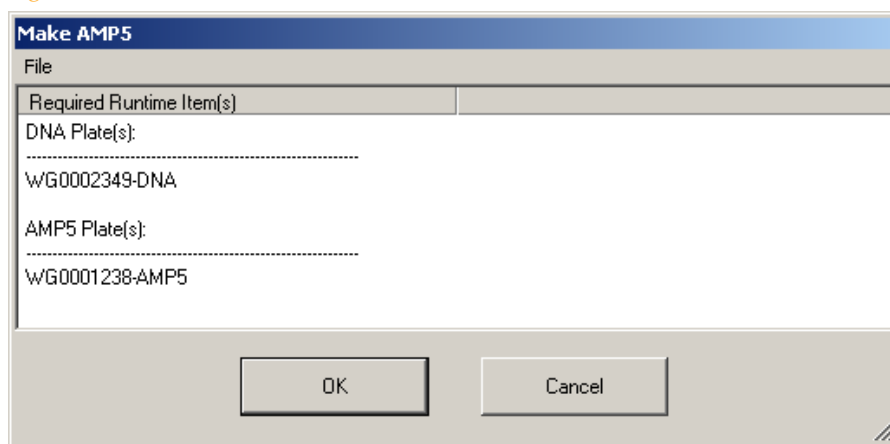 Make AMP5
File
Required Runtime Item(s)
DNA Plate(s):
----------------------------------------------------------------
WG0002349-DNA
AMP5 Plate(s):
----------------------------------------------------------------
WG0001238-AMP5
OK Cancel